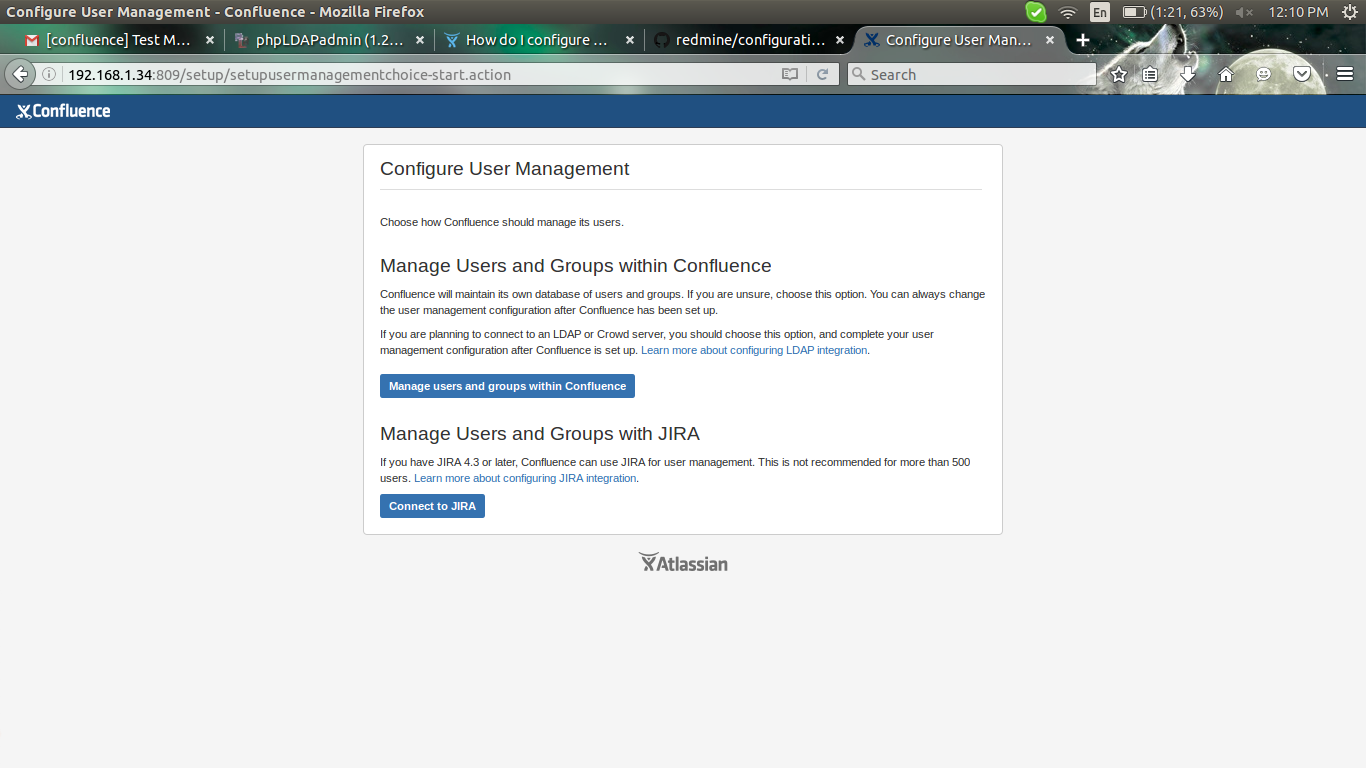 Configure User Management - Confluence - Mozilla Firefox
En
(1:21, 63%)
12:10 PM
[confluence] Test M...
phpLDAPadmin (1.2...
How do I configure ...
redmine/configurati...
Configure User Man...
192.168.1.34:809/setup/setupusermanagementchoice-start.action
Search
Confluence
Configure User Management
Choose how Confluence should manage its users.
Manage Users and Groups within Confluence
Confluence will maintain its own database of users and groups. If you are unsure, choose this option. You can always change
the user management configuration after Confluence has been set up.
If you are planning to connect to an LDAP or Crowd server, you should choose this option, and complete your user
management configuration after Confluence is set up. Learn more about configuring LDAP integration.
Manage users and groups within Confluence
Manage Users and Groups with JIRA
If you have JIRA 4.3 or later, Confluence can use JIRA for user management. This is not recommended for more than 500
users. Learn more about configuring JIRA integration.
Connect to JIRA
Atlassian